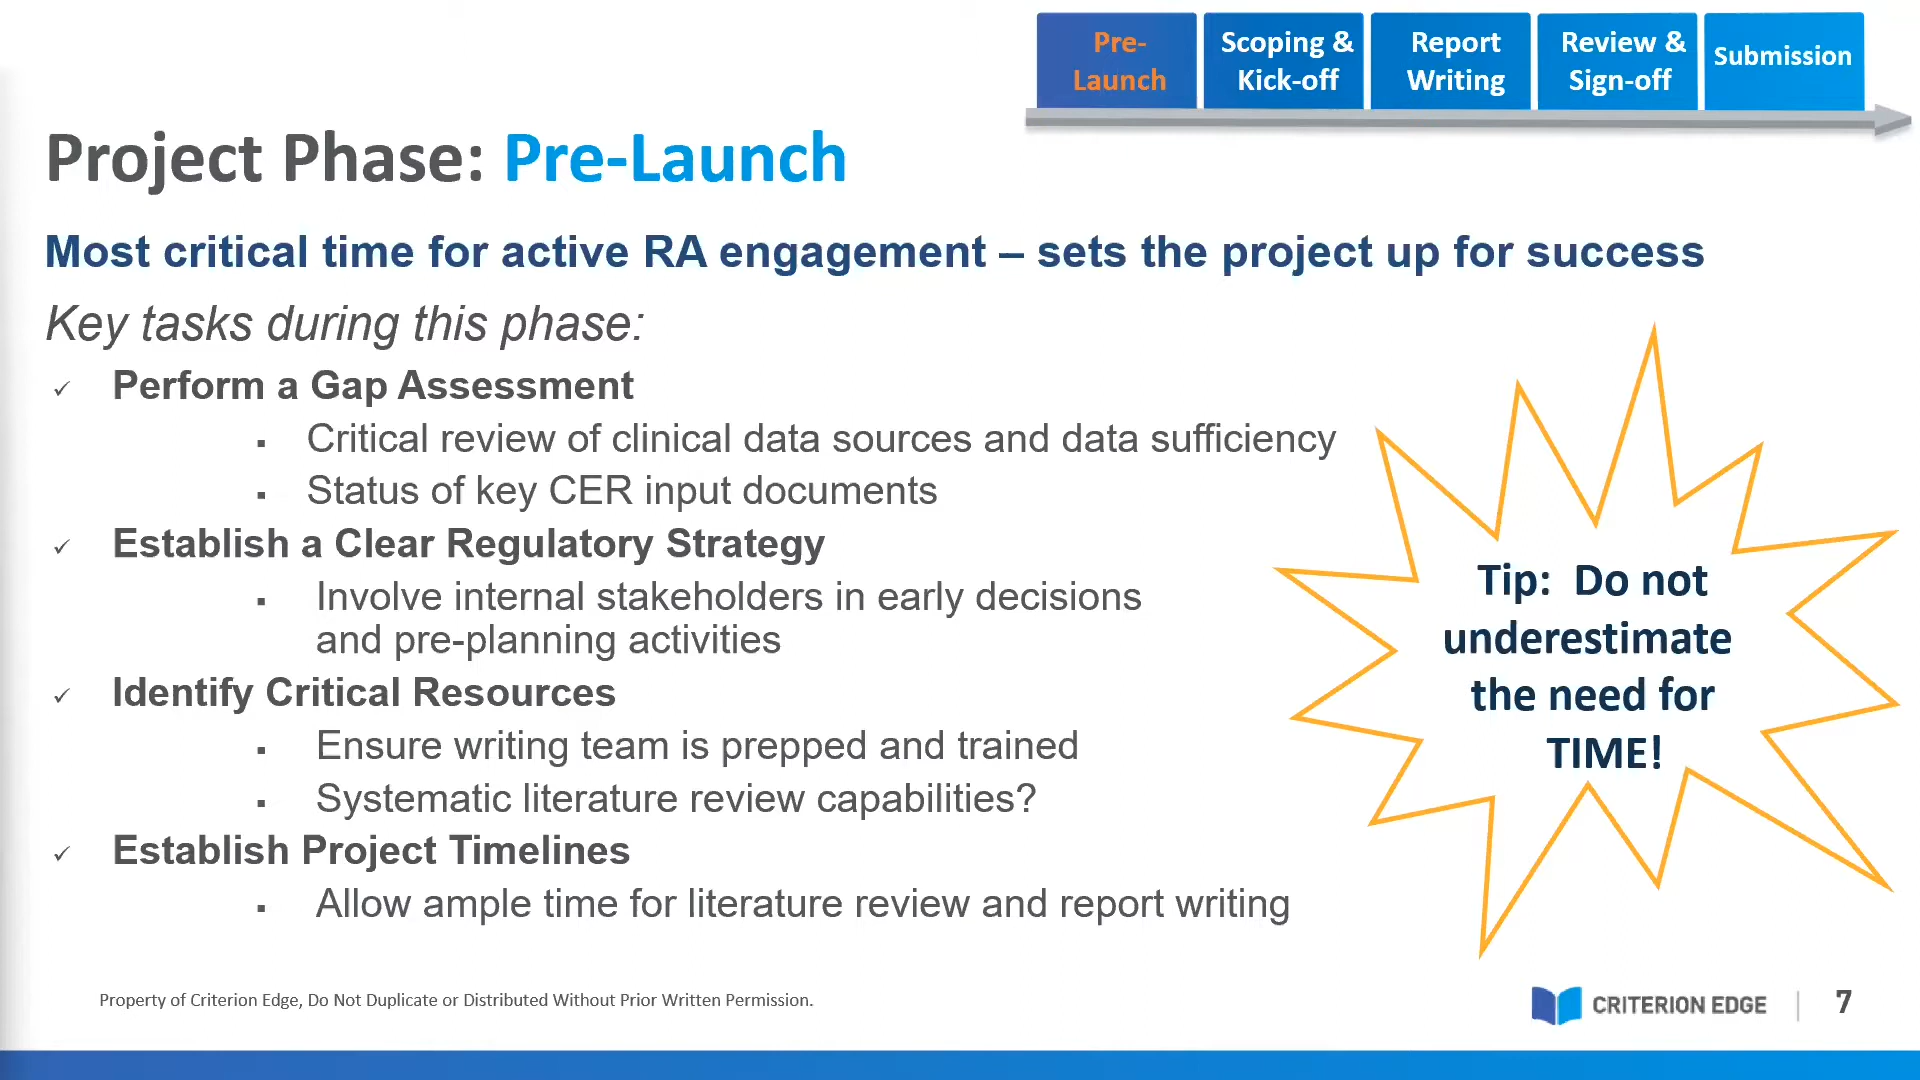 Pre-
Launch
Scoping &
Kick-off
Report
Writing
Review &
Sign-off
Submission
Project Phase: Pre-Launch
Most critical time for active RA engagement – sets the project up for success
Key tasks during this phase:
✓ Perform a Gap Assessment
▪ Critical review of clinical data sources and data sufficiency
▪ Status of key CER input documents
✓ Establish a Clear Regulatory Strategy
▪ Involve internal stakeholders in early decisions
and pre-planning activities
✓ Identify Critical Resources
▪ Ensure writing team is prepped and trained
▪ Systematic literature review capabilities?
✓ Establish Project Timelines
▪ Allow ample time for literature review and report writing
Tip: Do not
underestimate
the need for
TIME!
Property of Criterion Edge, Do Not Duplicate or Distributed Without Prior Written Permission.
CRITERION EDGE | 7